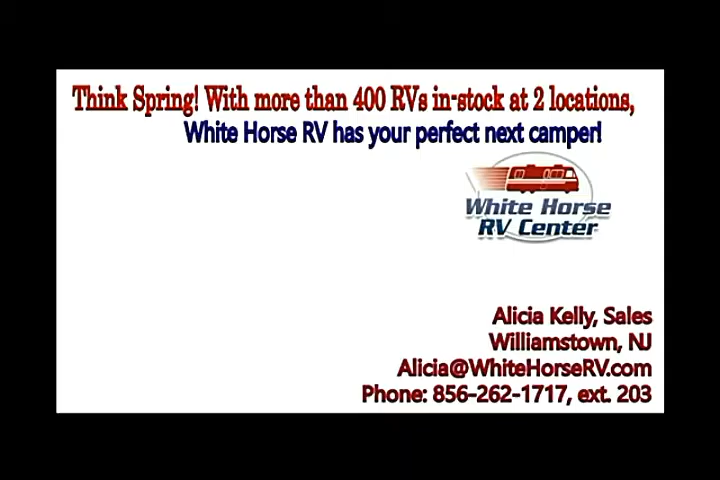 Think Spring! With more than 400 RVs in-stock at 2 locations,
White Horse RV has your perfect next camper!
White Horse
RV Center
Alicia Kelly, Sales
Williamstown, NJ
Alicia@WhiteHorseRV.com
Phone: 856-262-1717, ext. 203